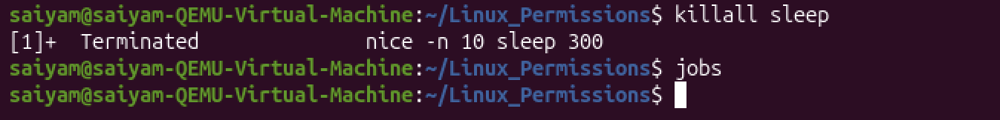 saiyam@saiyam-QEMU-Virtual-Machine:~/Linux_Permissions$ killall sleep
[1]+  Terminated              nice -n 10 sleep 300
saiyam@saiyam-QEMU-Virtual-Machine:~/Linux_Permissions$ jobs
saiyam@saiyam-QEMU-Virtual-Machine:~/Linux_Permissions$